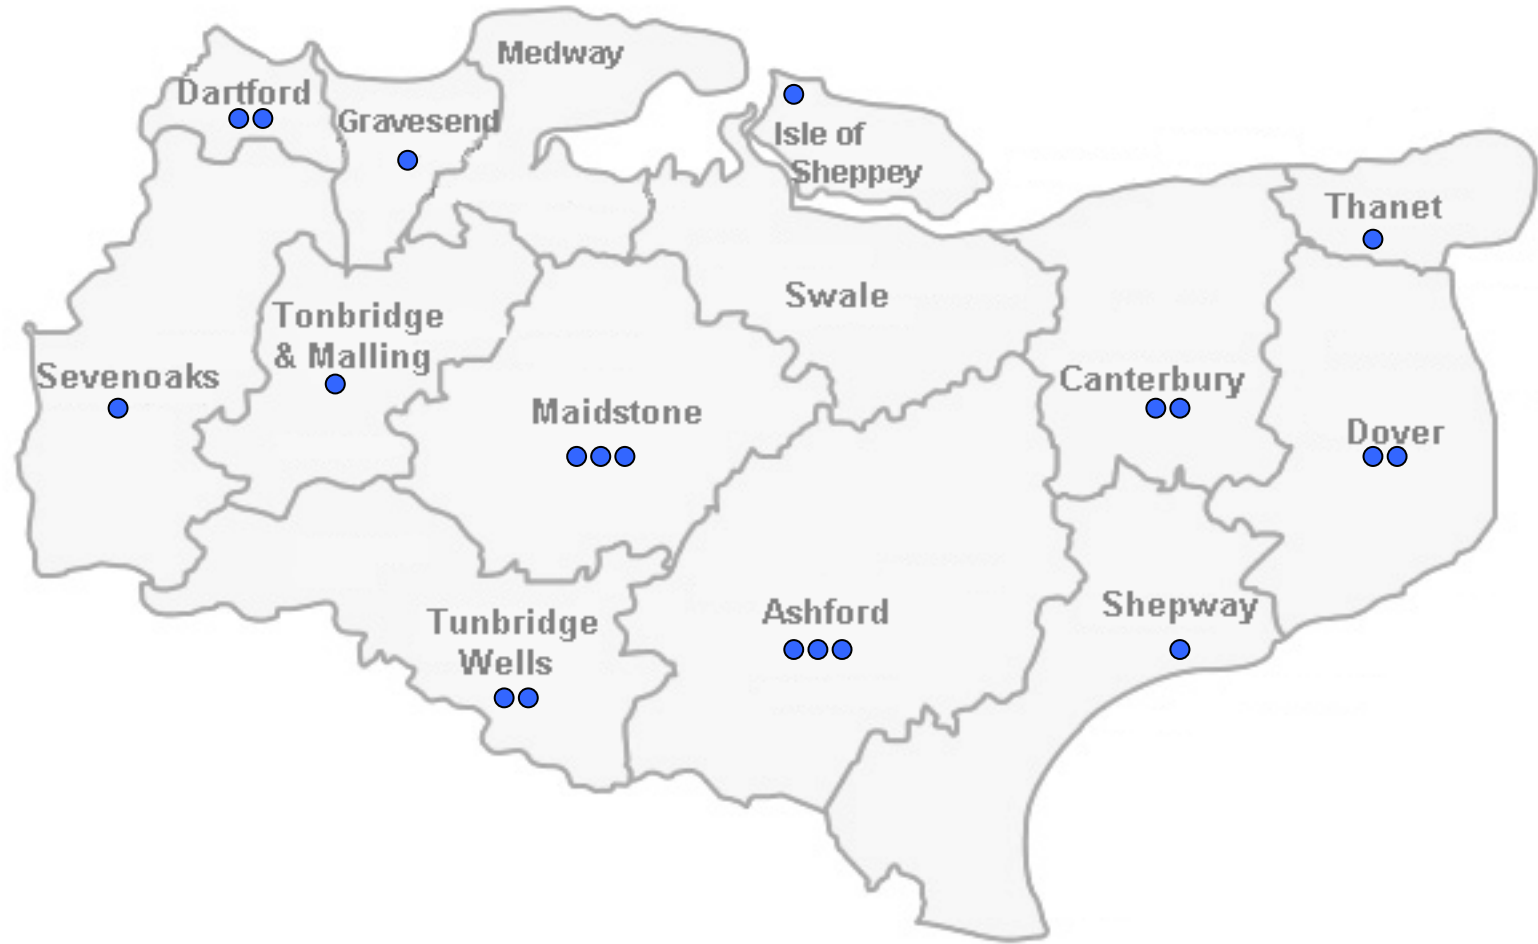 Medway
Dartford
Gravesend
Isle of
Sheppey
Thanet
Swale
Tonbridge
& Malling
Sevenoaks
Canterbury
Maidstone
Dover
Ashford
Shepway
Tunbridge
Wells